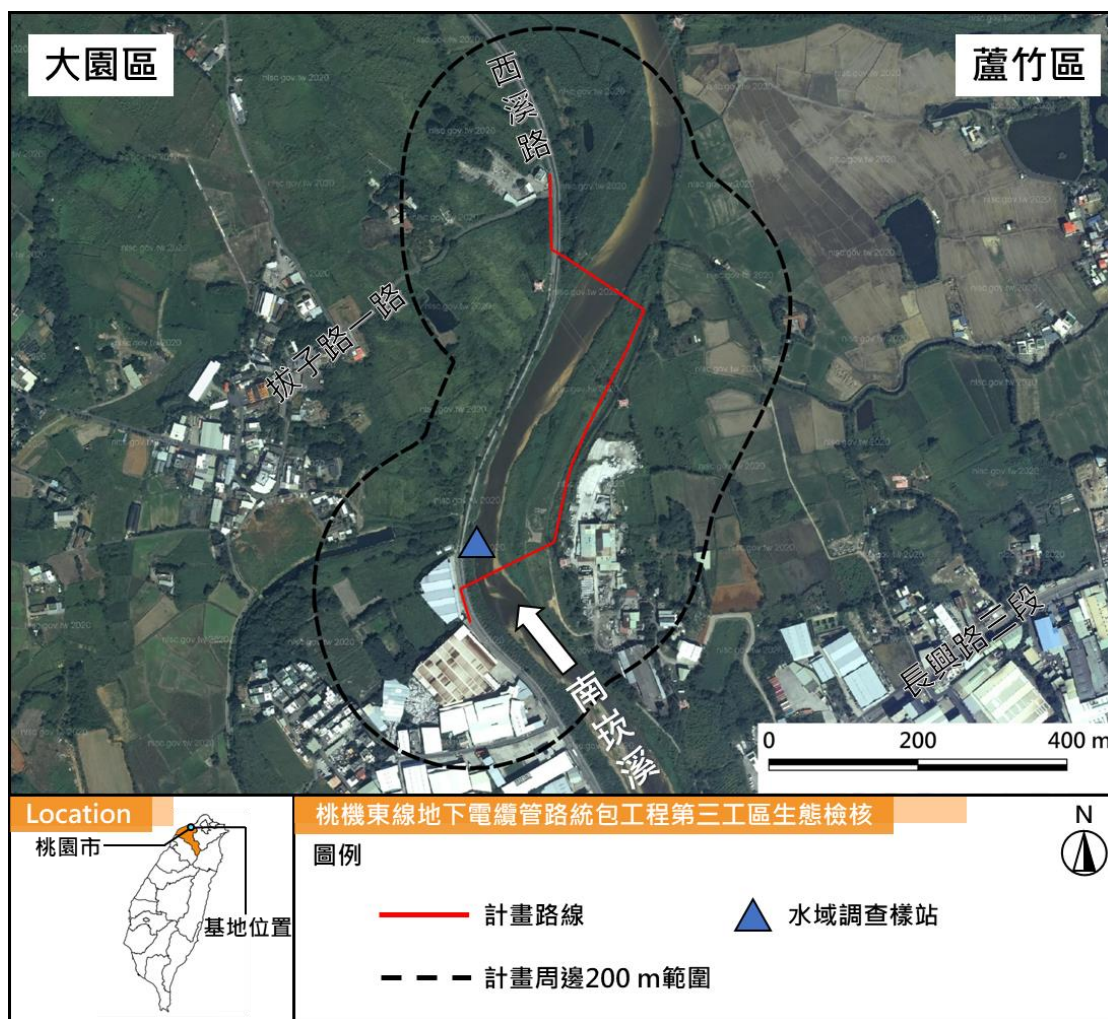 大園區
蘆竹區
西溪路
拔子路一路
長興路三段
南崁溪
0 200 400 m
Location
桃園市
基地位置
桃機東線地下電纜管路統包工程第三工區生態檢核
圖例
計畫路線
水域調查樣站
計畫周邊200 m範圍
N
nlsc.gov.tw 2020